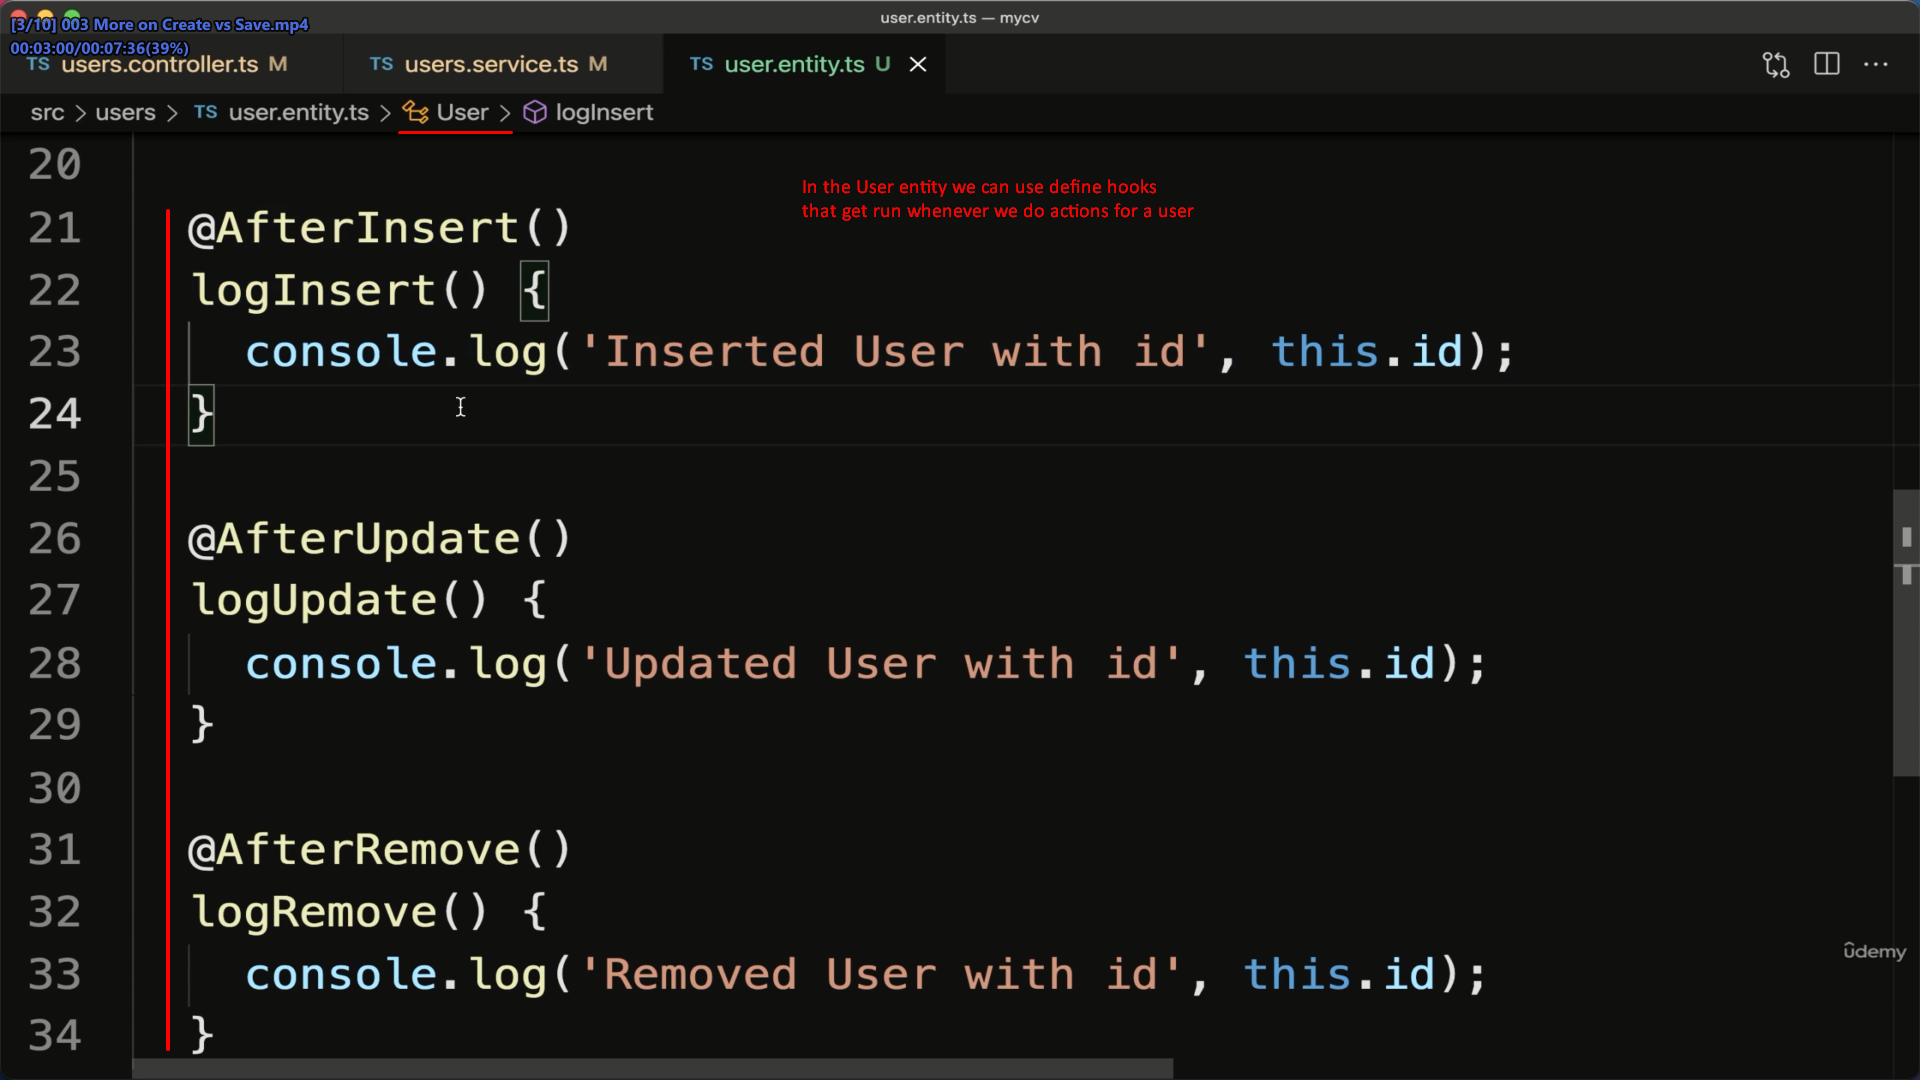 user.entity.ts — mycv
[3/10] 003 More on Create vs Save.mp4
00:03:00/00:07:36(39%)
TS users.controller.ts M
TS users.service.ts M
TS user.entity.ts U
src > users > TS user.entity.ts > User > logInsert
In the User entity we can use define hooks
that get run whenever we do actions for a user
20
21 @AfterInsert()
22 logInsert() {
23 console.log('Inserted User with id', this.id);
24 }
25
26 @AfterUpdate()
27 logUpdate() {
28 console.log('Updated User with id', this.id);
29 }
30
31 @AfterRemove()
32 logRemove() {
33 console.log('Removed User with id', this.id);
34 }
ûdemy